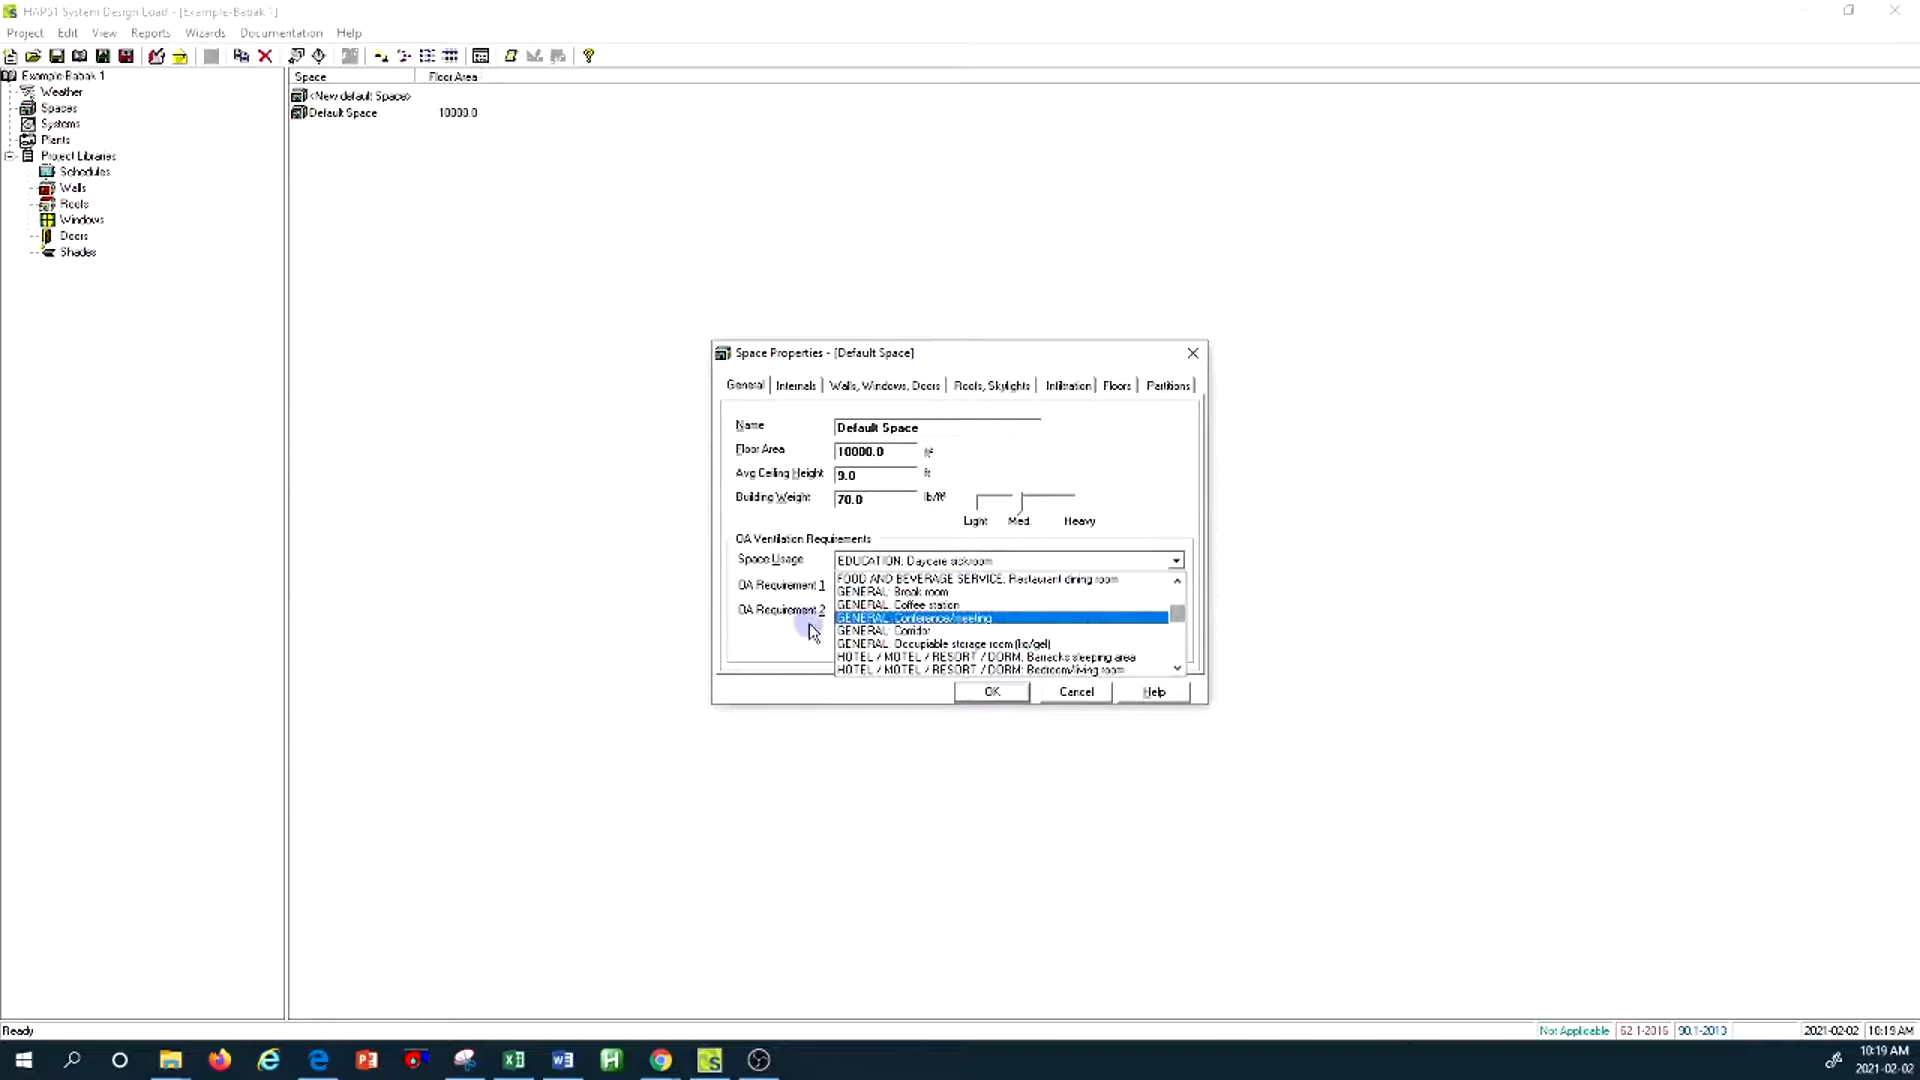 HAP51 System Design Load - [Example-Babak 1]
Project Edit View Reports Wizards Documentation Help
Example-Babak 1
Weather
Spaces
Systems
Plants
Project Libraries
Schedules
Walls
Roofs
Windows
Doors
Shades
Space Floor Area
<New default Space>
Default Space 10000.0
Space Properties - [Default Space]
General Internals Walls, Windows, Doors Roofs, Skylights Infiltration Floors Partitions
Name Default Space
Floor Area 10000.0 ft²
Avg Ceiling Height 9.0 ft
Building Weight 70.0 lb/ft²
Light Med. Heavy
OA Ventilation Requirements
Space Usage EDUCATION: Daycare sickroom
OA Requirement 1
OA Requirement 2
FOOD AND BEVERAGE SERVICE: Restaurant dining room
GENERAL: Break room
GENERAL: Coffee station
GENERAL: Conference/meeting
GENERAL: Corridor
GENERAL: Occupiable storage room (liq/gel)
HOTEL / MOTEL / RESORT / DORM: Barracks sleeping area
HOTEL / MOTEL / RESORT / DORM: Bedroom/living room
OK Cancel Help
Ready
Not Applicable 62.1-2016 90.1-2013 2021-02-02 10:19 AM
10:19 AM
2021-02-02